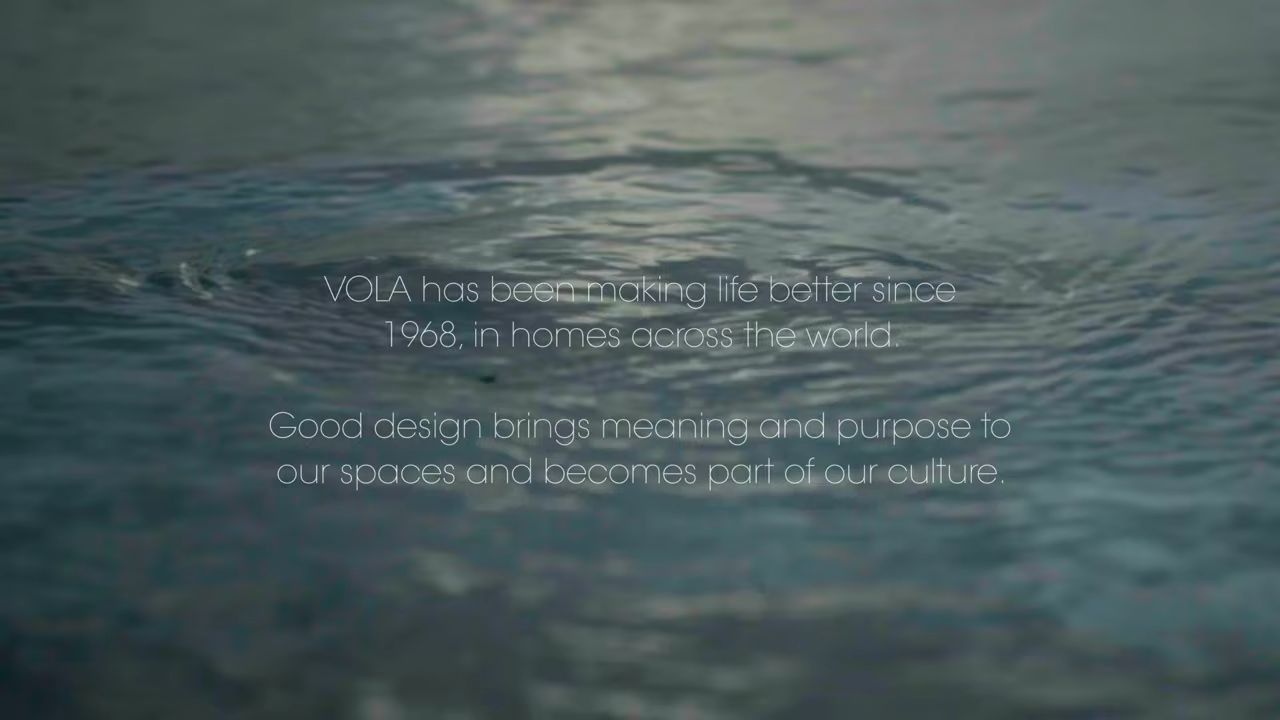 VOLA has been making life better since
1968, in homes across the world.
Good design brings meaning and purpose to
our spaces and becomes part of our culture.